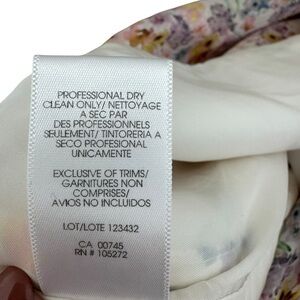 PROFESSIONAL DRY
CLEAN ONLY/ NETTOYAGE
A SEC PAR
DES PROFESSIONNELS
SEULEMENT/ TINTORERIA A
SECO PROFESIONAL
UNICAMENTE
EXCLUSIVE OF TRIMS/
GARNITURES NON
COMPRISES/
AVIOS NO INCLUIDOS
LOT/LOTE 123432
CA 00745
RN # 105272